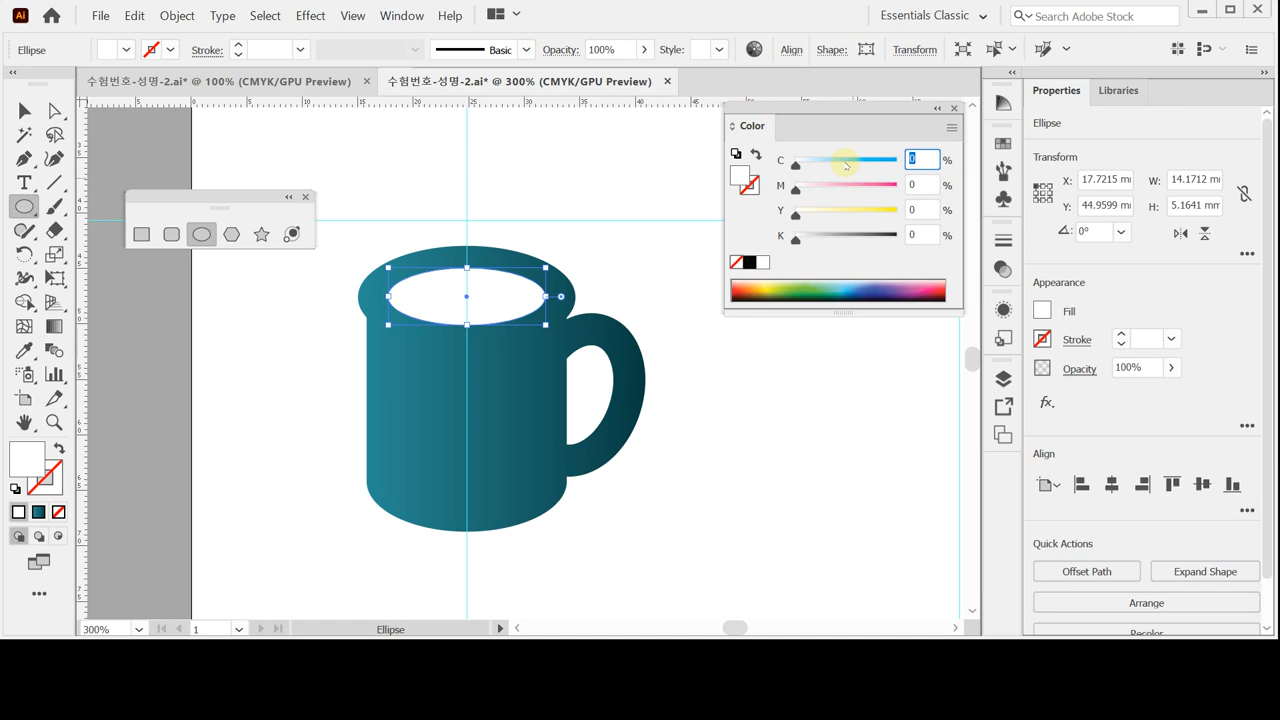 Ai File Edit Object Type Select Effect View Window Help Essentials Classic Search Adobe Stock
Ellipse Stroke: Basic Opacity: 100% Style: Align Shape: Transform
수험번호-성명-2.ai* @ 100% (CMYK/GPU Preview) × 수험번호-성명-2.ai* @ 300% (CMYK/GPU Preview) ×
Properties Libraries
Color
Ellipse
C 0 %
M 0 %
Y 0 %
K 0 %
Transform
X: 17.7215 mm W: 14.1712 mm
Y: 44.9599 mm H: 5.1641 mm
0°
Appearance
Fill
Stroke
Opacity 100%
fx
Align
Quick Actions
Offset Path Expand Shape
Arrange
Recolor
300% 1 Ellipse